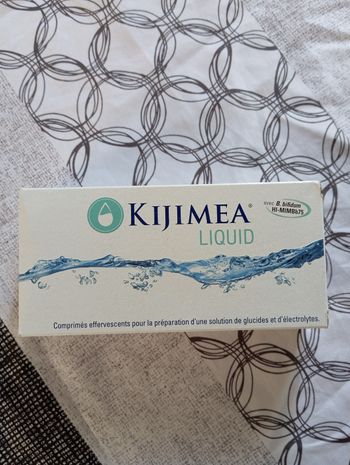 KIJIMEA®
LIQUID
avec B. bifidum
HI-MIMBb75
Comprimés effervescents pour la préparation d'une solution de glucides et d'électrolytes.